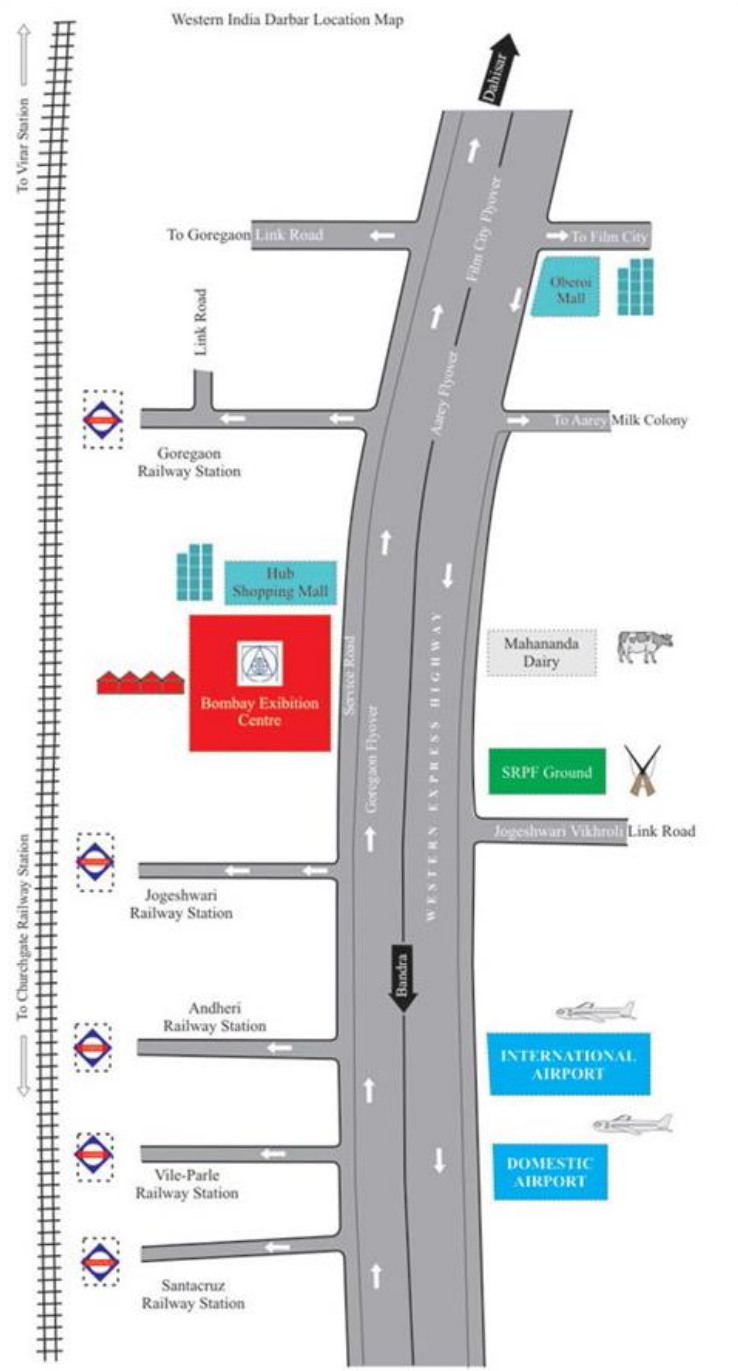 Western India Darbar Location Map
To Virar Station
Dahisar
Film City Flyover
To Goregaon Link Road
To Film City
Oberoi
Mall
Link Road
Aarey Flyover
To Aarey Milk Colony
Goregaon
Railway Station
Hub
Shopping Mall
Bombay Exibition
Centre
Service Road
Goregaon Flyover
WESTERN EXPRESS HIGHWAY
Mahananda
Dairy
SRPF Ground
Jogeshwari Vikhroli Link Road
To Churchgate Railway Station
Jogeshwari
Railway Station
Bandra
Andheri
Railway Station
INTERNATIONAL
AIRPORT
Vile-Parle
Railway Station
DOMESTIC
AIRPORT
Santacruz
Railway Station